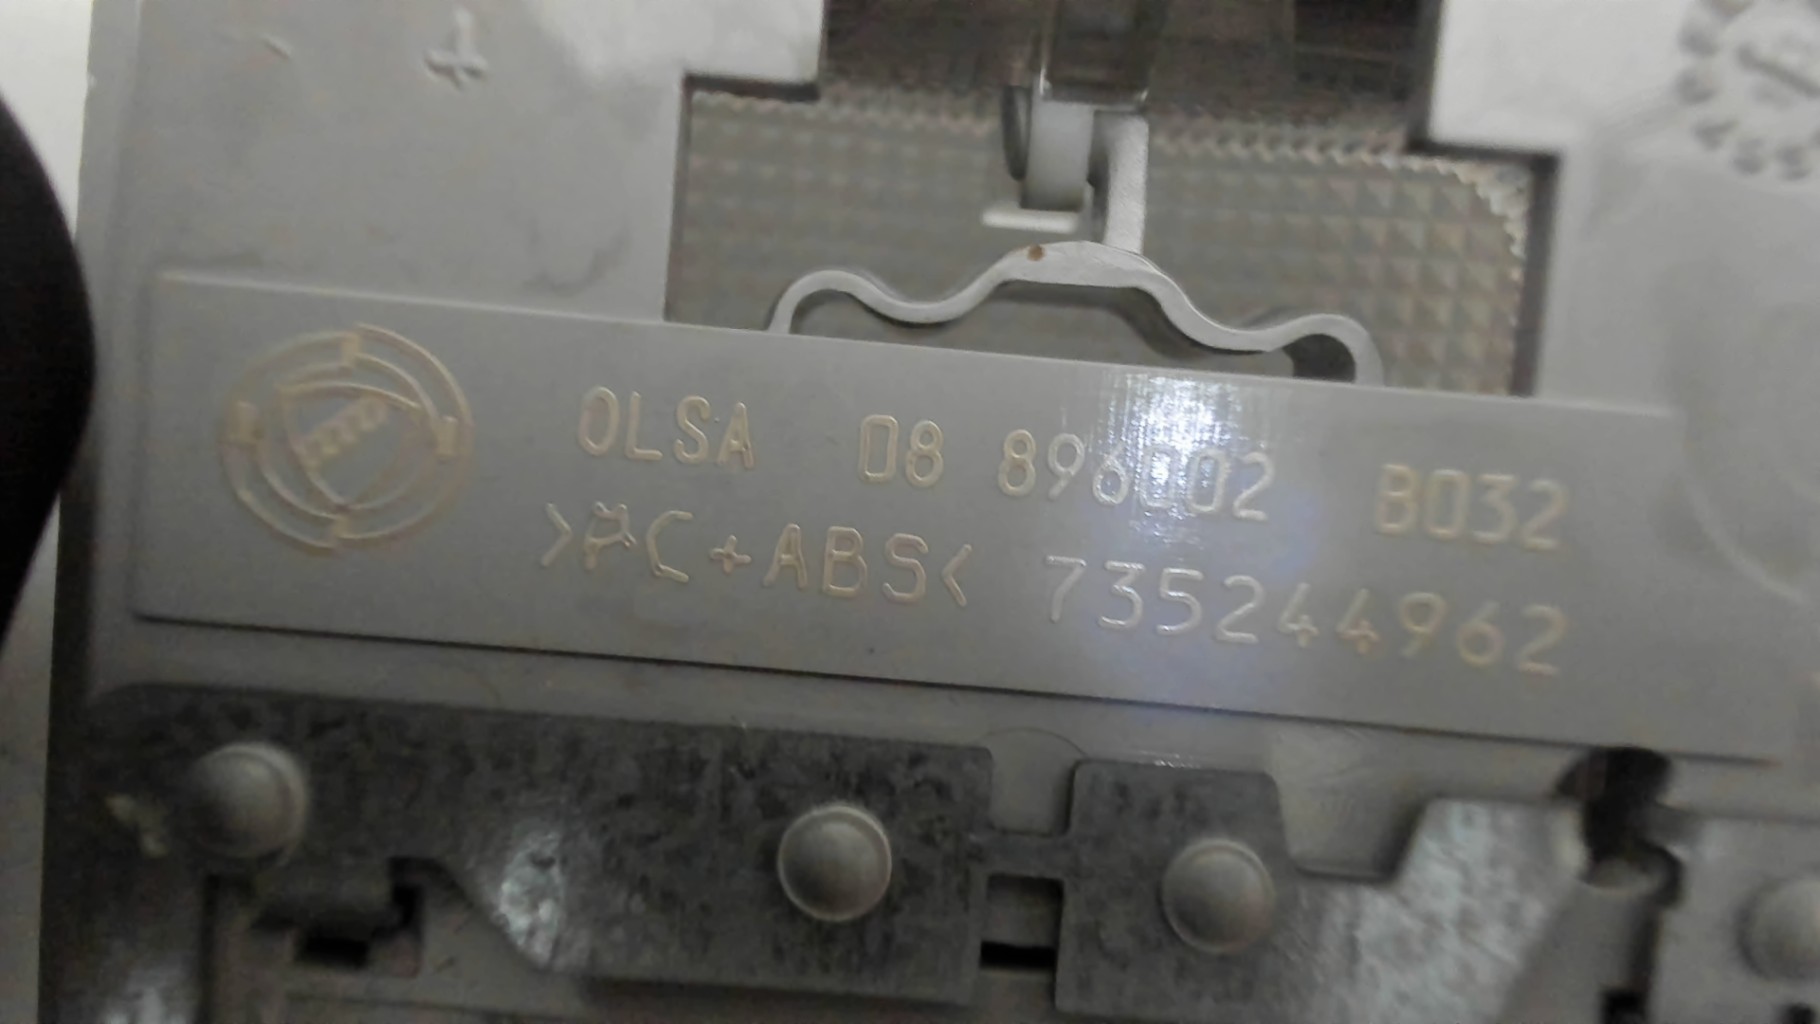 - +
OLSA 08 896002 B032
>PC+ABS< 735244962